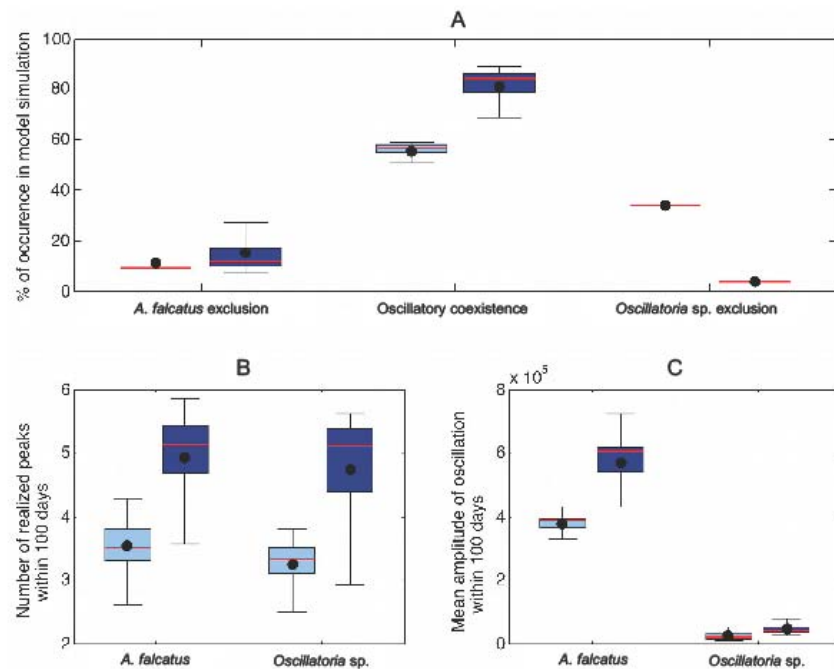 A
% of occurence in model simulation
100
80
60
40
20
0
A. falcatus exclusion
Oscillatory coexistence
Oscillatoria sp. exclusion
B
Number of realized peaks
within 100 days
6
5
4
3
2
A. falcatus
Oscillatoria sp.
C
× 10⁵
Mean amplitude of oscillation
within 100 days
8
6
4
2
0
A. falcatus
Oscillatoria sp.